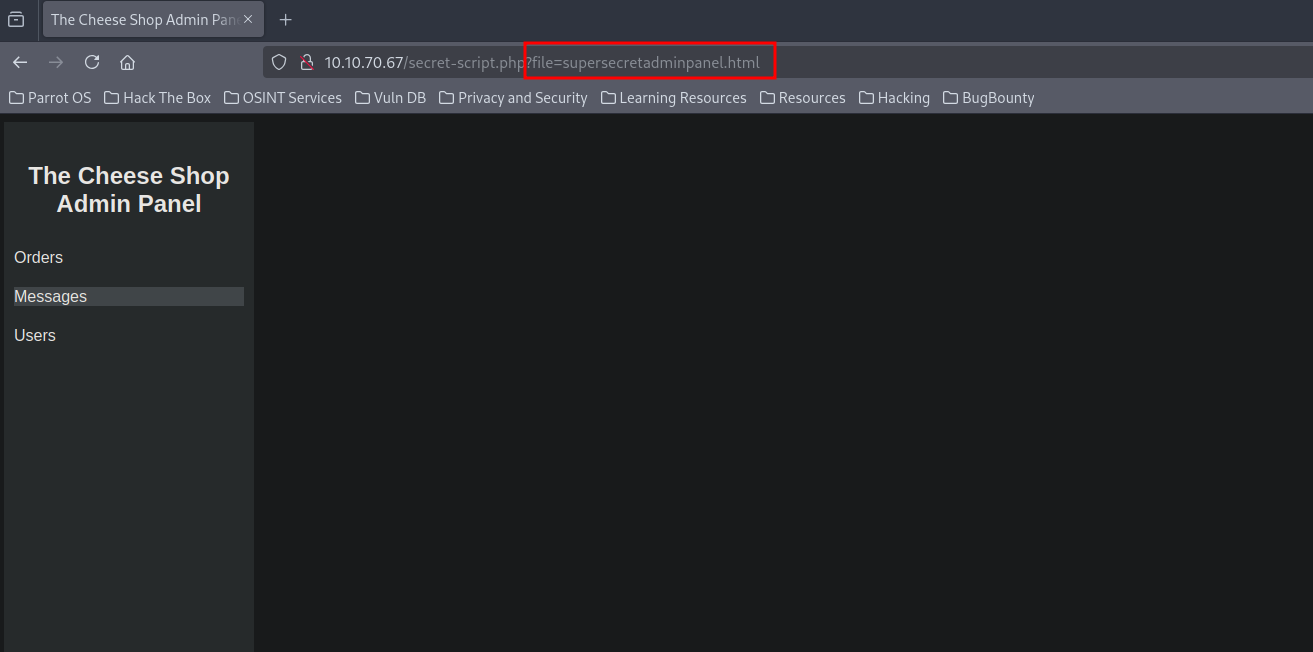 The Cheese Shop Admin Pan
10.10.70.67/secret-script.php?file=supersecretadminpanel.html
Parrot OS Hack The Box OSINT Services Vuln DB Privacy and Security Learning Resources Resources Hacking BugBounty
The Cheese Shop
Admin Panel
Orders
Messages
Users